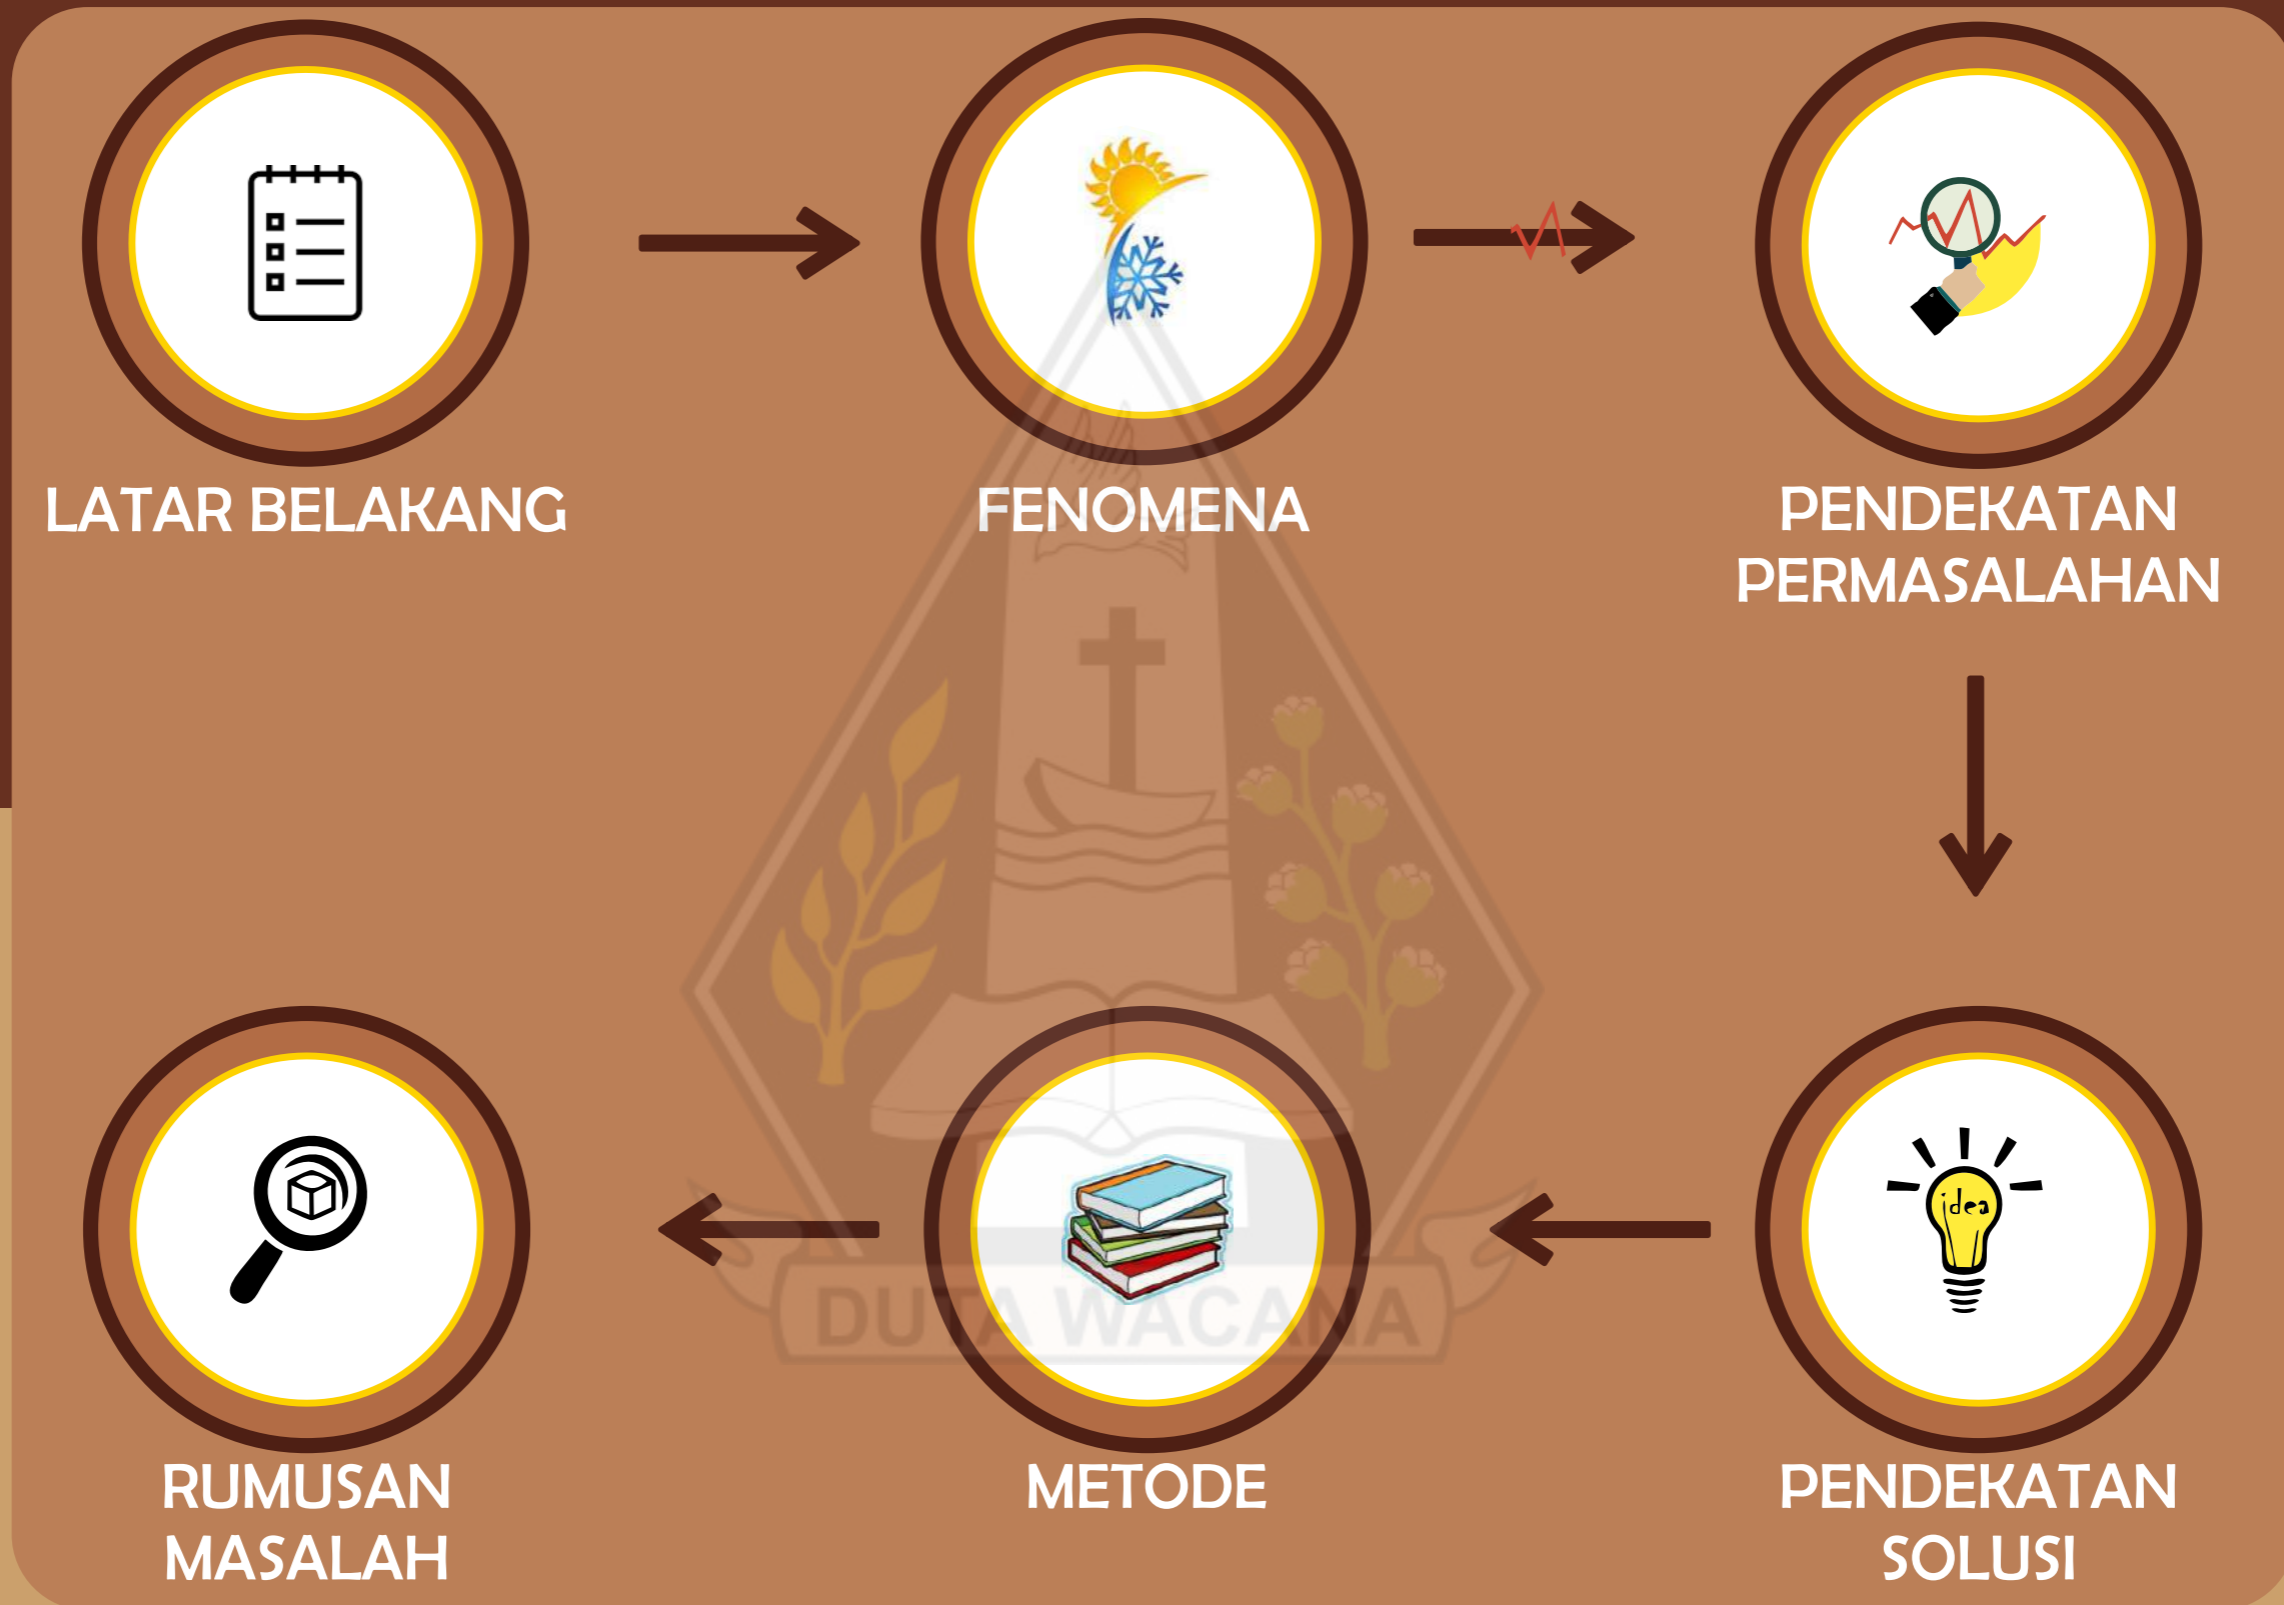 LATAR BELAKANG
FENOMENA
PENDEKATAN
PERMASALAHAN
idea
PENDEKATAN
SOLUSI
METODE
RUMUSAN
MASALAH
DUTA WACANA